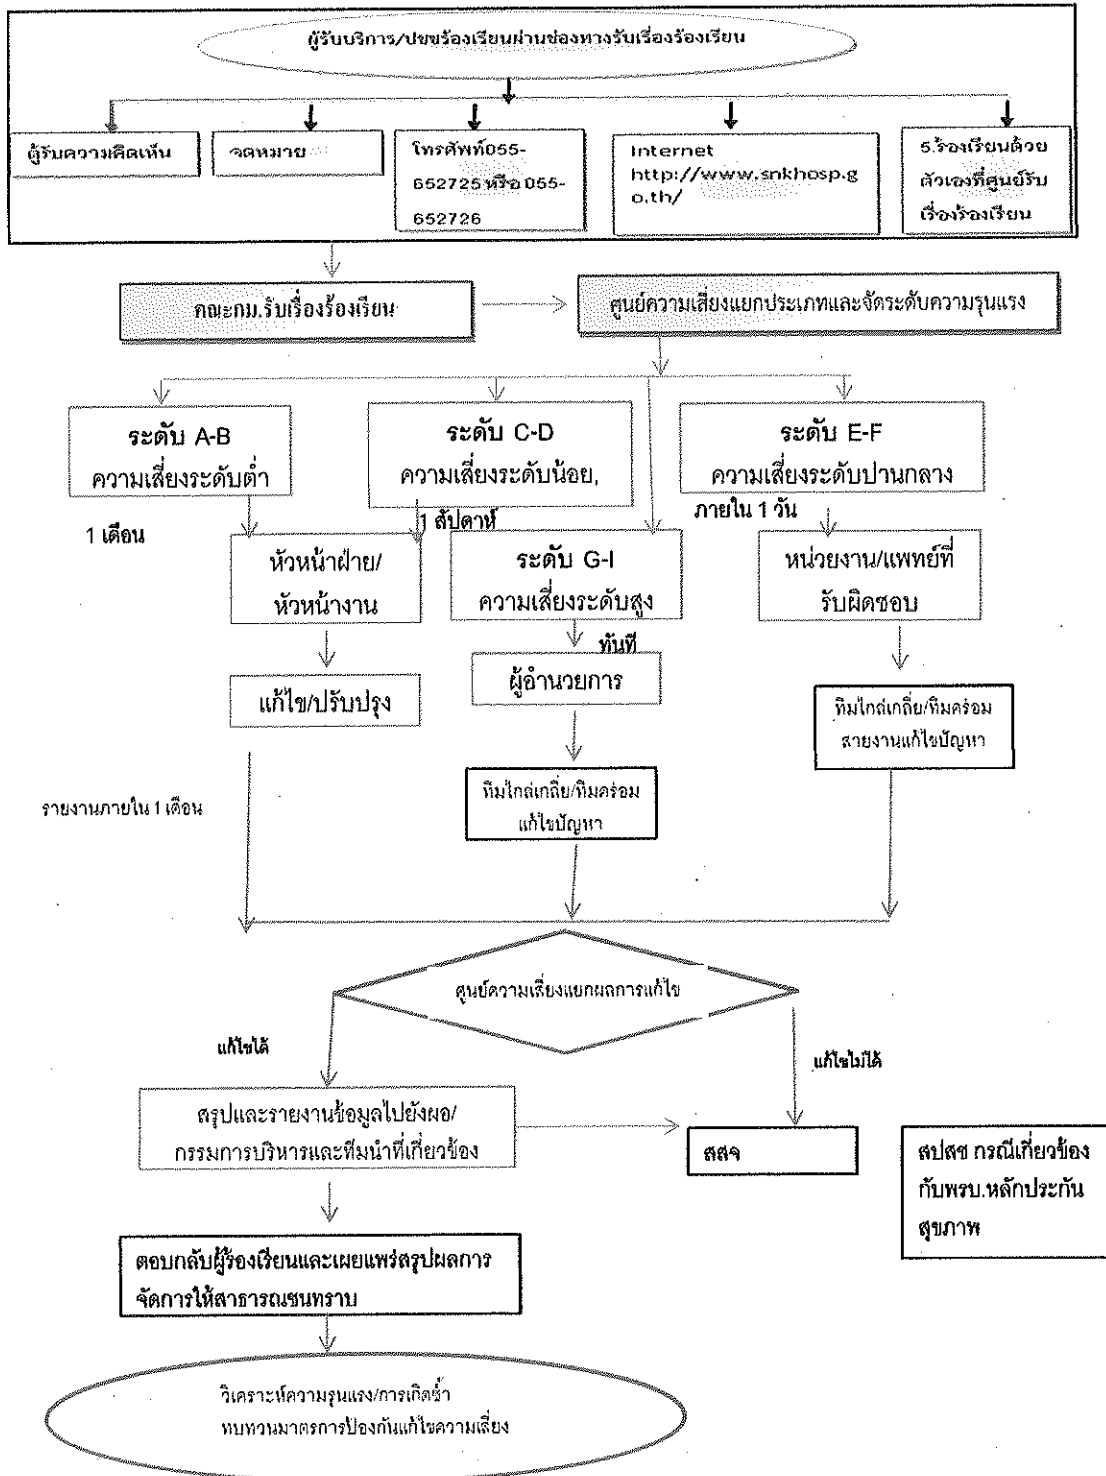 ผู้รับบริการ/ปชชร้องเรียนผ่านช่องทางรับเรื่องร้องเรียน
ตู้รับความคิดเห็น
จดหมาย
โทรศัพท์055-
652725 หรือ 055-
652726
Internet
http://www.snkhosp.g
o.th/
5.ร้องเรียนด้วย
ตัวเองที่ศูนย์รับ
เรื่องร้องเรียน
คณะกม.รับเรื่องร้องเรียน
ศูนย์ความเสี่ยงแยกประเภทและจัดระดับความรุนแรง
ระดับ A-B
ความเสี่ยงระดับต่ำ
ระดับ C-D
ความเสี่ยงระดับน้อย,
ระดับ E-F
ความเสี่ยงระดับปานกลาง
1 เดือน
1 สัปดาห์
ภายใน 1 วัน
หัวหน้าฝ่าย/
หัวหน้างาน
ระดับ G-I
ความเสี่ยงระดับสูง
หน่วยงาน/แพทย์ที่
รับผิดชอบ
ทันที
แก้ไข/ปรับปรุง
ผู้อำนวยการ
ทีมไกล่เกลี่ย/ทีมคร่อม
สายงานแก้ไขปัญหา
รายงานภายใน 1 เดือน
ทีมไกล่เกลี่ย/ทีมคร่อม
แก้ไขปัญหา
ศูนย์ความเสี่ยงแยกผลการแก้ไข
แก้ไขได้
แก้ไขไม่ได้
สรุปและรายงานข้อมูลไปยังผอ/
กรรมการบริหารและทีมนำที่เกี่ยวข้อง
สสจ
สปสช กรณีเกี่ยวข้อง
กับพรบ.หลักประกัน
สุขภาพ
ตอบกลับผู้ร้องเรียนและเผยแพร่สรุปผลการ
จัดการให้สาธารณชนทราบ
วิเคราะห์ความรุนแรง/การเกิดซ้ำ
ทบทวนมาตรการป้องกันแก้ไขความเสี่ยง